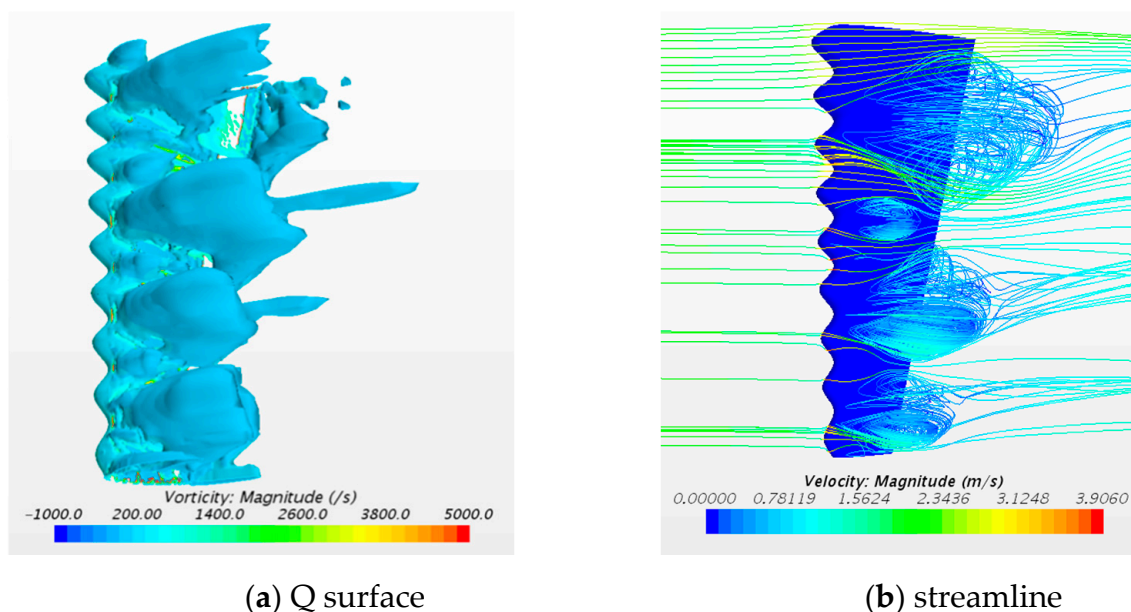 Vorticity: Magnitude (/s)
-1000.0 200.00 1400.0 2600.0 3800.0 5000.0
Velocity: Magnitude (m/s)
0.00000 0.78119 1.5624 2.3436 3.1248 3.9060
(a) Q surface
(b) streamline